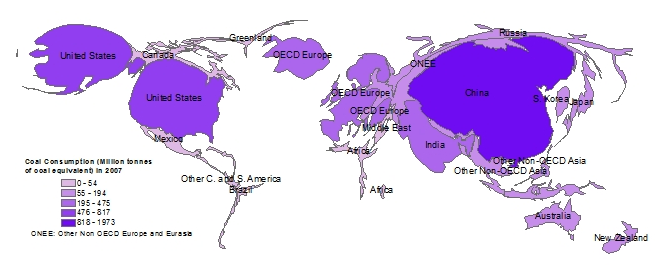 Greenland
Russia
United States
Canada
OECD Europe
ONEE
OECD Europe
United States
China
S. Korea
Japan
OECD Europe
Middle East
Mexico
India
Africa
Other Non-OECD Asia
Other Non-OECD Asia
Other C. and S. America
Brazil
Africa
Australia
New Zealand
Coal Consumption (Million tonnes
of coal equivalent) in 2007
0 - 54
55 - 194
195 - 475
476 - 817
818 - 1973
ONEE: Other Non OECD Europe and Eurasia